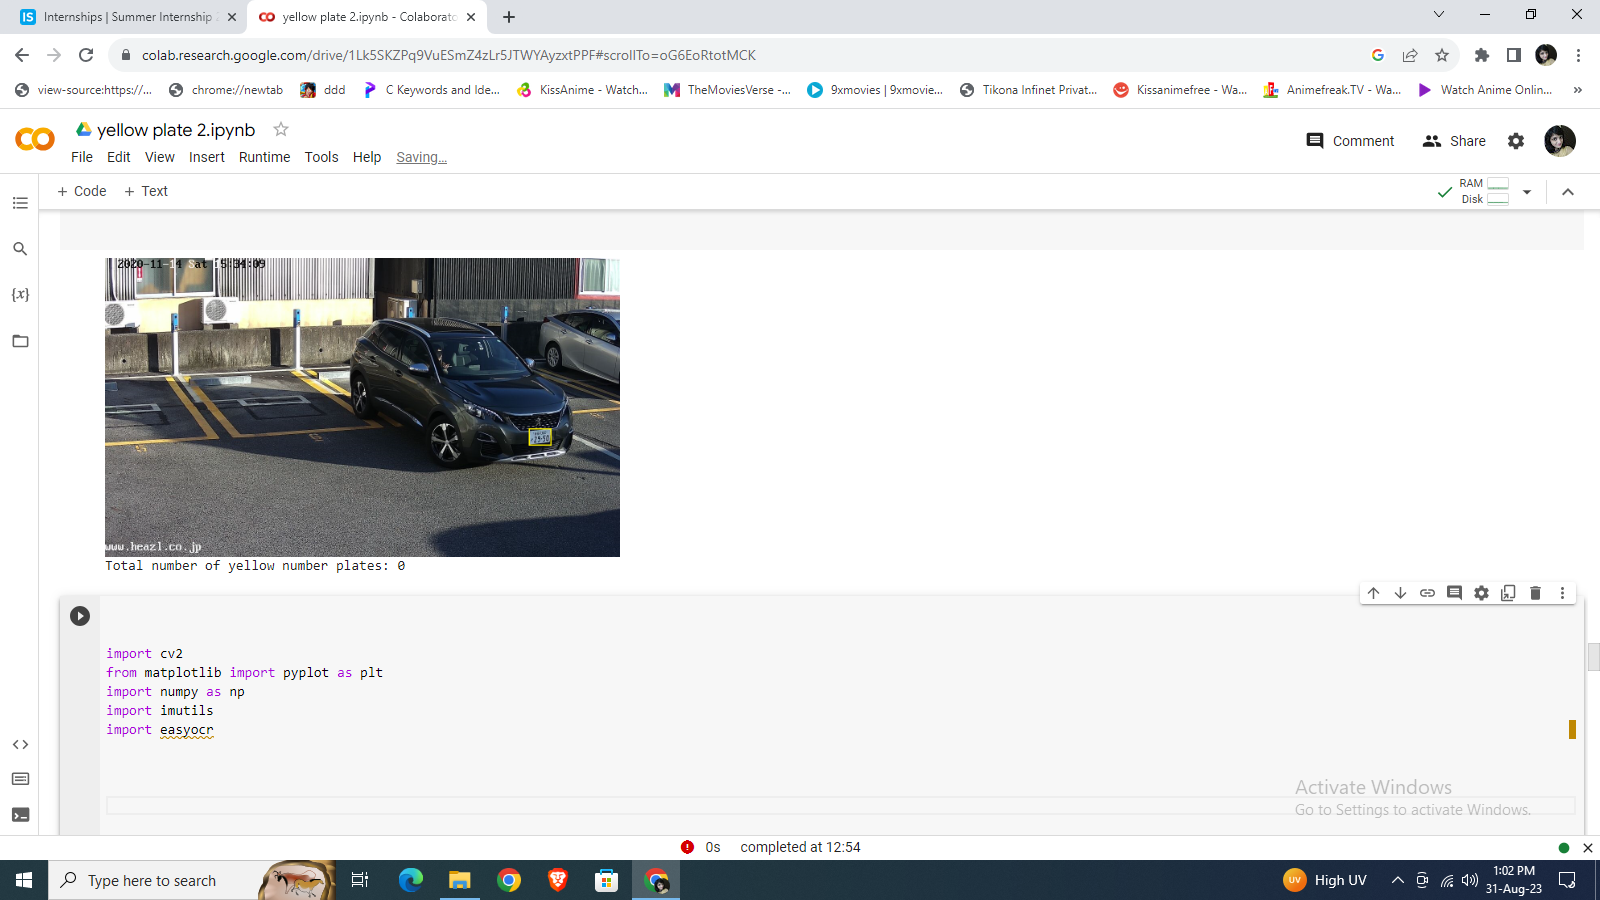 Internships | Summer Internship 2
yellow plate 2.ipynb - Colaborato
colab.research.google.com/drive/1Lk5SKZPq9VuESmZ4zLr5JTWYAyzxtPPF#scrollTo=oG6EoRtotMCK
view-source:https://...
chrome://newtab
ddd
C Keywords and Ide...
KissAnime - Watch...
TheMoviesVerse -...
9xmovies | 9xmovie...
Tikona Infinet Privat...
Kissanimefree - Wa...
Animefreak.TV - Wa...
Watch Anime Onlin...
yellow plate 2.ipynb
File Edit View Insert Runtime Tools Help Saving...
Comment
Share
+ Code + Text
RAM
Disk
{x}
2020-11-14 Sat 15:34:09
www.heazl.co.jp
Total number of yellow number plates: 0
import cv2
from matplotlib import pyplot as plt
import numpy as np
import imutils
import easyocr
Activate Windows
Go to Settings to activate Windows.
0s completed at 12:54
Type here to search
UV
High UV
1:02 PM
31-Aug-23